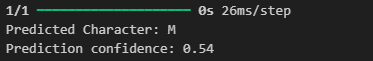 1/1 ━━━━━━━━━━━━━━━━━━━━ 0s 26ms/step
Predicted Character: M
Prediction confidence: 0.54